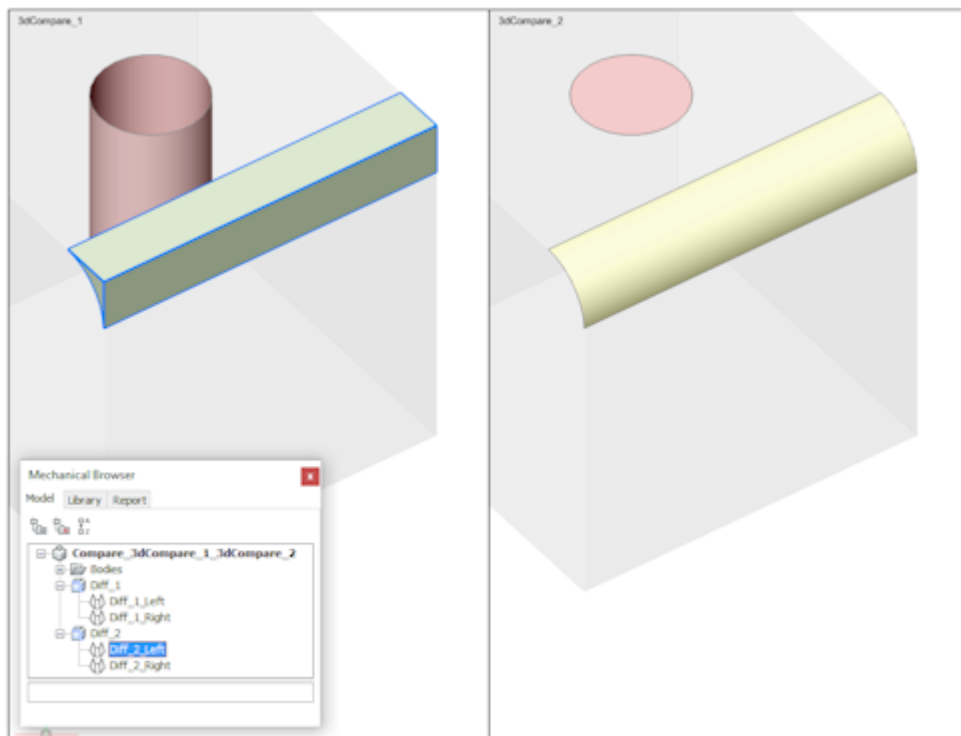 3dCompare_1
3dCompare_2
Mechanical Browser
Model Library Report
Compare_3dCompare_1_3dCompare_2
Bodies
Diff_1
Diff_1_Left
Diff_1_Right
Diff_2
Diff_2_Left
Diff_2_Right